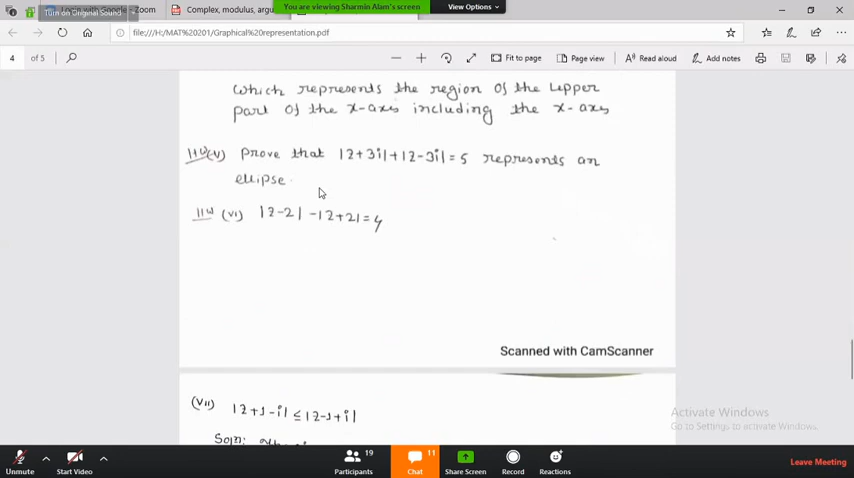 You are viewing Sharmin Alam's screen
View Options
Zoom
Complex, modulus, argu
Turn on Original Sound
file:///H:/MAT%20201/Graphical%20representation.pdf
4 of 5
Fit to page
Page view
Read aloud
Add notes
which represents the region of the upper
part of the x-axis including the x-axis
HW (v) prove that |z+3i|+|z-3i|=5 represents an
ellipse.
HW (vi) |z-2| -|z+2|=4
Scanned with CamScanner
(vii) |z+1-i| ≤ |z-1+i|
Soln:
Activate Windows
Go to Settings to activate Windows.
Unmute
Start Video
19
Participants
11
Chat
Share Screen
Record
Reactions
Leave Meeting